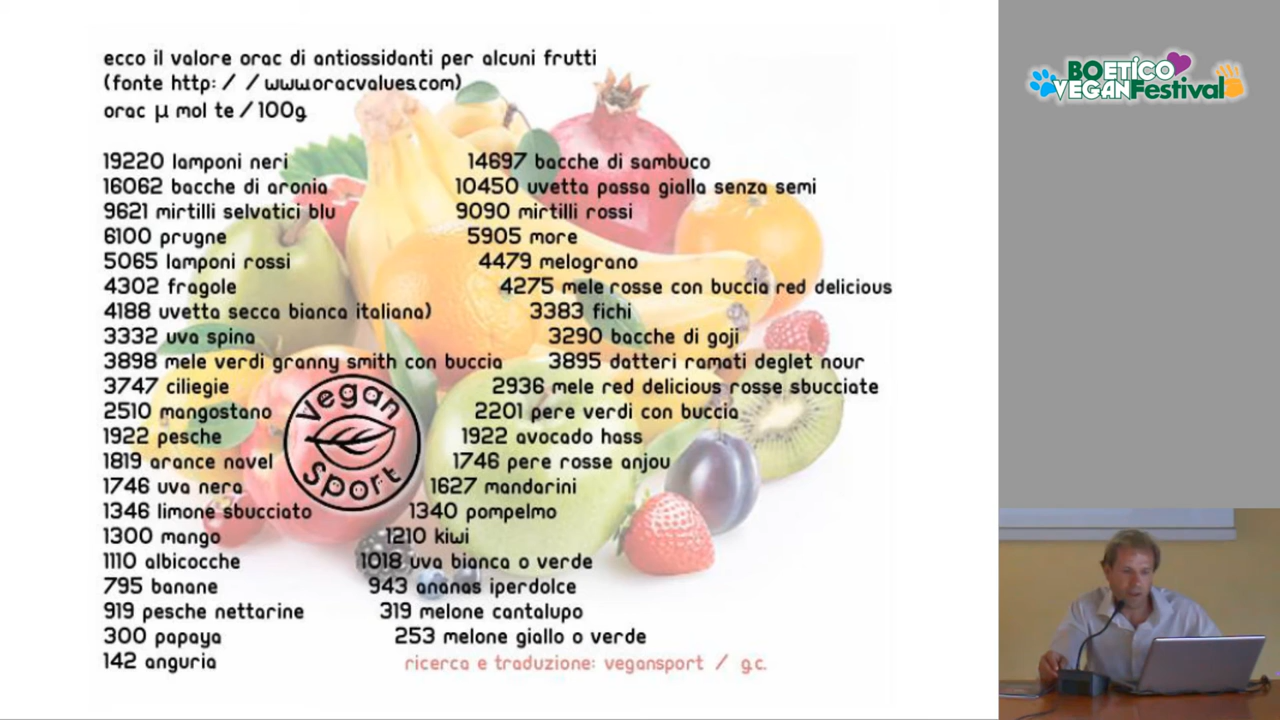 ecco il valore orac di antiossidanti per alcuni frutti
(fonte http: / / www.oracvalues.com)
orac µ mol te / 100g
19220 lamponi neri 14697 bacche di sambuco
16062 bacche di aronia 10450 uvetta passa gialla senza semi
9621 mirtilli selvatici blu 9090 mirtilli rossi
6100 prugne 5905 more
5065 lamponi rossi 4479 melograno
4302 fragole 4275 mele rosse con buccia red delicious
4188 uvetta secca bianca italiana) 3383 fichi
3332 uva spina 3290 bacche di goji
3898 mele verdi granny smith con buccia 3895 datteri ramati deglet nour
3747 ciliegie 2936 mele red delicious rosse sbucciate
2510 mangostano 2201 pere verdi con buccia
1922 pesche 1922 avocado hass
1819 arance navel 1746 pere rosse anjou
1746 uva nera 1627 mandarini
1346 limone sbucciato 1340 pompelmo
1300 mango 1210 kiwi
1110 albicocche 1018 uva bianca o verde
795 banane 943 ananas iperdolce
919 pesche nettarine 319 melone cantalupo
300 papaya 253 melone giallo o verde
142 anguria ricerca e traduzione: vegansport / g.c.
vegan
sport
BOETICO
VEGANFestival